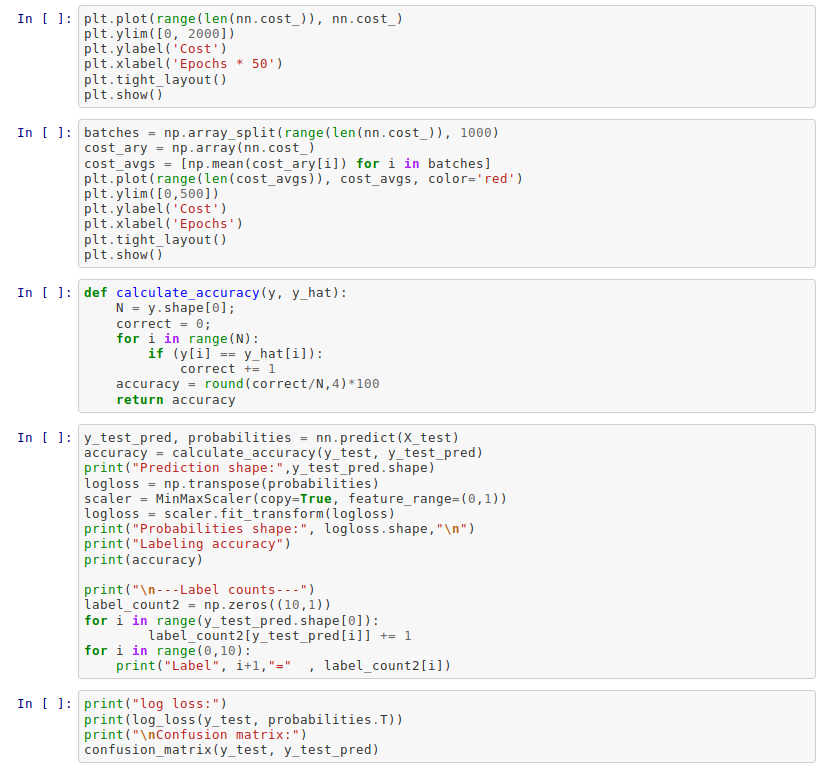 In [ ]: plt.plot(range(len(nn.cost_)), nn.cost_)
plt.ylim([0, 2000])
plt.ylabel('Cost')
plt.xlabel('Epochs * 50')
plt.tight_layout()
plt.show()
In [ ]: batches = np.array_split(range(len(nn.cost_)), 1000)
cost_ary = np.array(nn.cost_)
cost_avgs = [np.mean(cost_ary[i]) for i in batches]
plt.plot(range(len(cost_avgs)), cost_avgs, color='red')
plt.ylim([0,500])
plt.ylabel('Cost')
plt.xlabel('Epochs')
plt.tight_layout()
plt.show()
In [ ]: def calculate_accuracy(y, y_hat):
    N = y.shape[0];
    correct = 0;
    for i in range(N):
        if (y[i] == y_hat[i]):
            correct += 1
    accuracy = round(correct/N,4)*100
    return accuracy
In [ ]: y_test_pred, probabilities = nn.predict(X_test)
accuracy = calculate_accuracy(y_test, y_test_pred)
print("Prediction shape:",y_test_pred.shape)
logloss = np.transpose(probabilities)
scaler = MinMaxScaler(copy=True, feature_range=(0,1))
logloss = scaler.fit_transform(logloss)
print("Probabilities shape:", logloss.shape,"\n")
print("Labeling accuracy")
print(accuracy)
print("\n---Label counts---")
label_count2 = np.zeros((10,1))
for i in range(y_test_pred.shape[0]):
        label_count2[y_test_pred[i]] += 1
for i in range(0,10):
    print("Label", i+1,"="  , label_count2[i])
In [ ]: print("log loss:")
print(log_loss(y_test, probabilities.T))
print("\nConfusion matrix:")
confusion_matrix(y_test, y_test_pred)